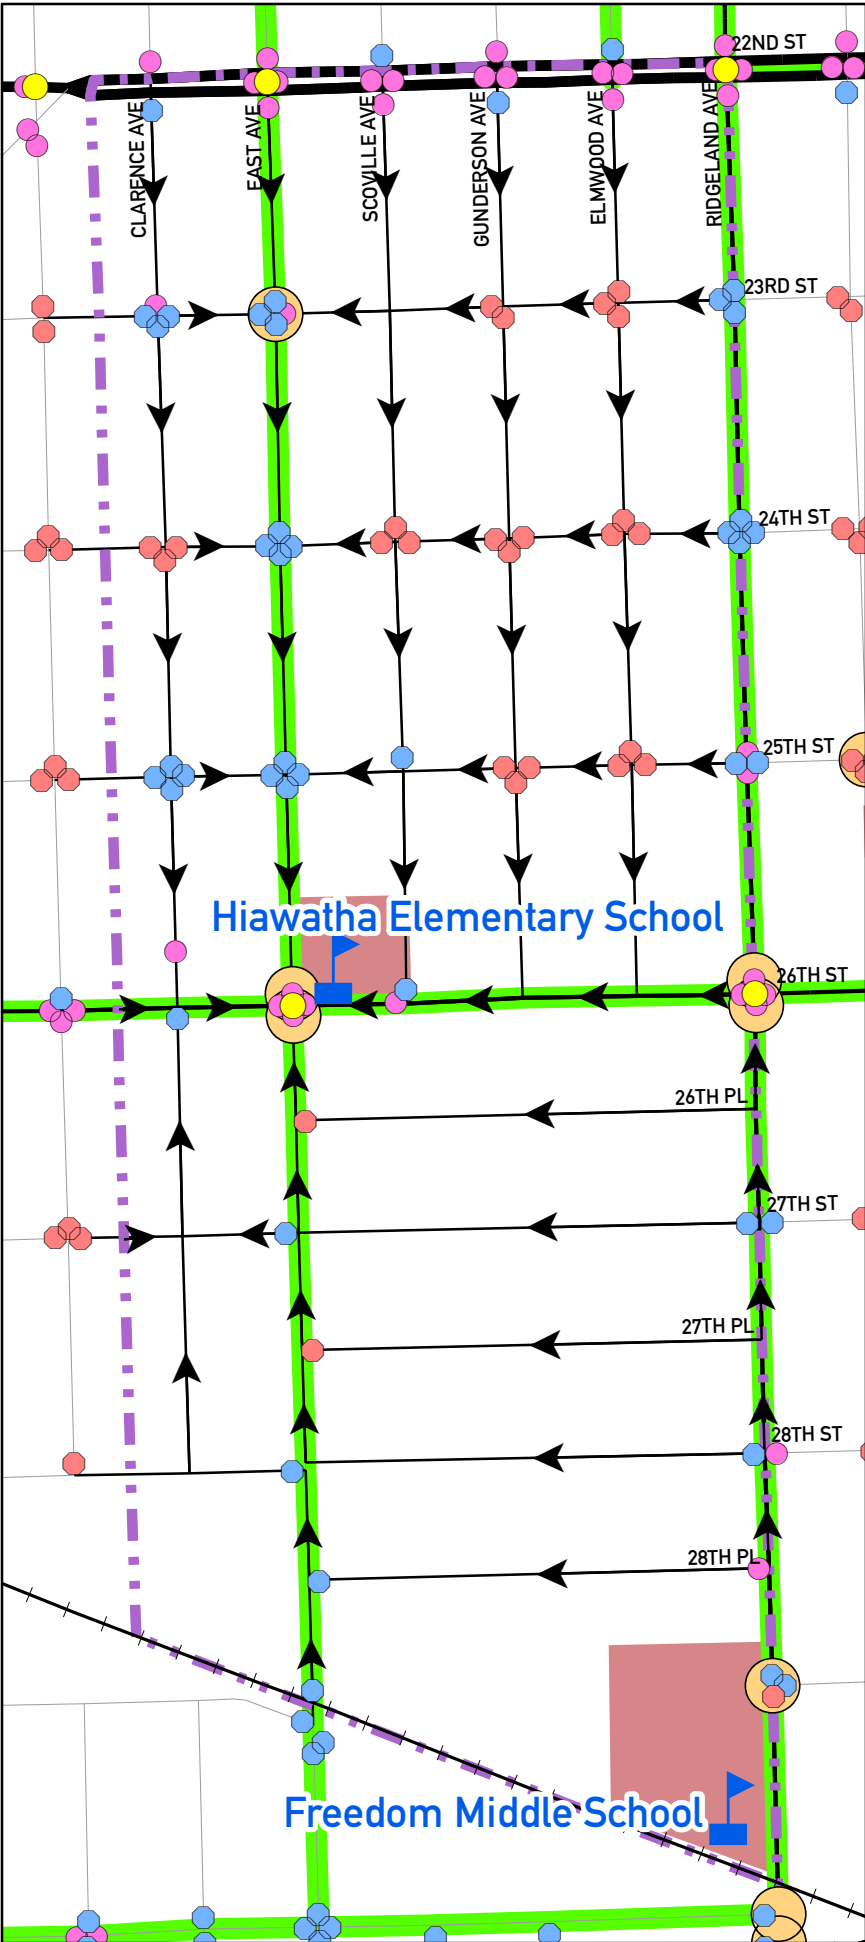 22ND ST
CLARENCE AVE
EAST AVE
SCOVILLE AVE
GUNDERSON AVE
ELMWOOD AVE
RIDGELAND AVE
23RD ST
24TH ST
25TH ST
Hiawatha Elementary School
26TH ST
26TH PL
27TH ST
27TH PL
28TH ST
28TH PL
Freedom Middle School